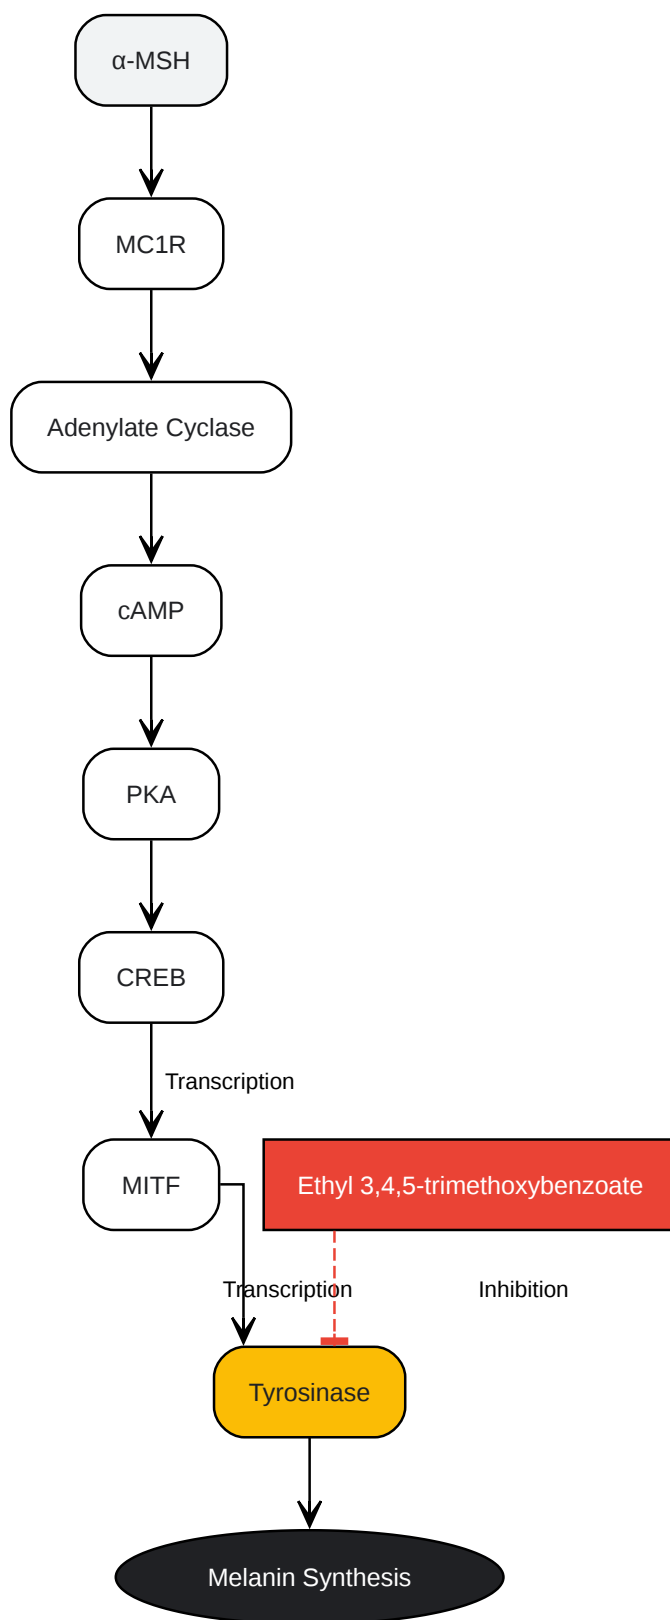 α-MSH
MC1R
Adenylate Cyclase
cAMP
PKA
CREB
Transcription
MITF
Ethyl 3,4,5-trimethoxybenzoate
Transcription
Inhibition
Tyrosinase
Melanin Synthesis